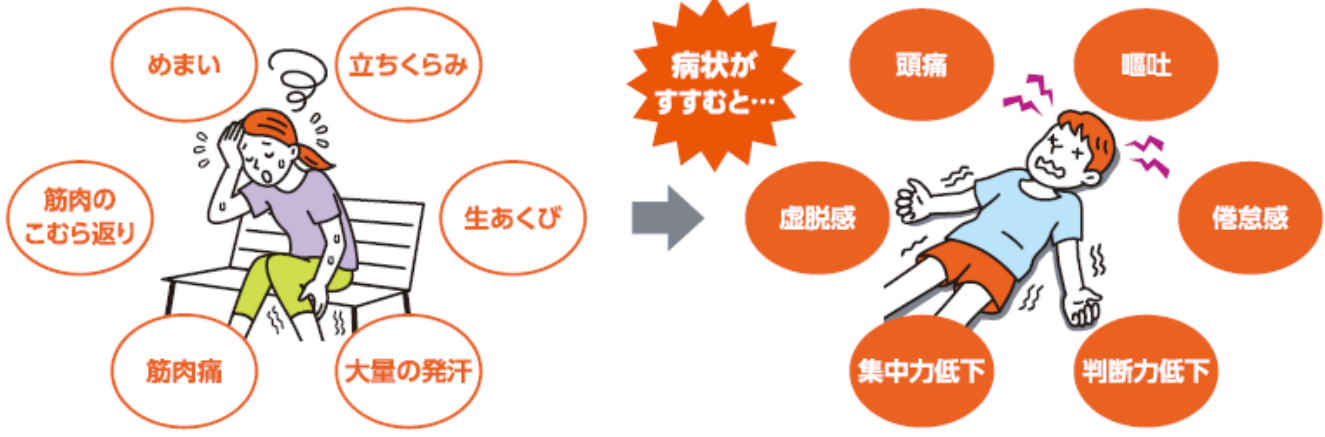 めまい
立ちくらみ
筋肉の
こむら返り
生あくび
筋肉痛
大量の発汗
病状が
すすむと…
頭痛
嘔吐
虚脱感
倦怠感
集中力低下
判断力低下